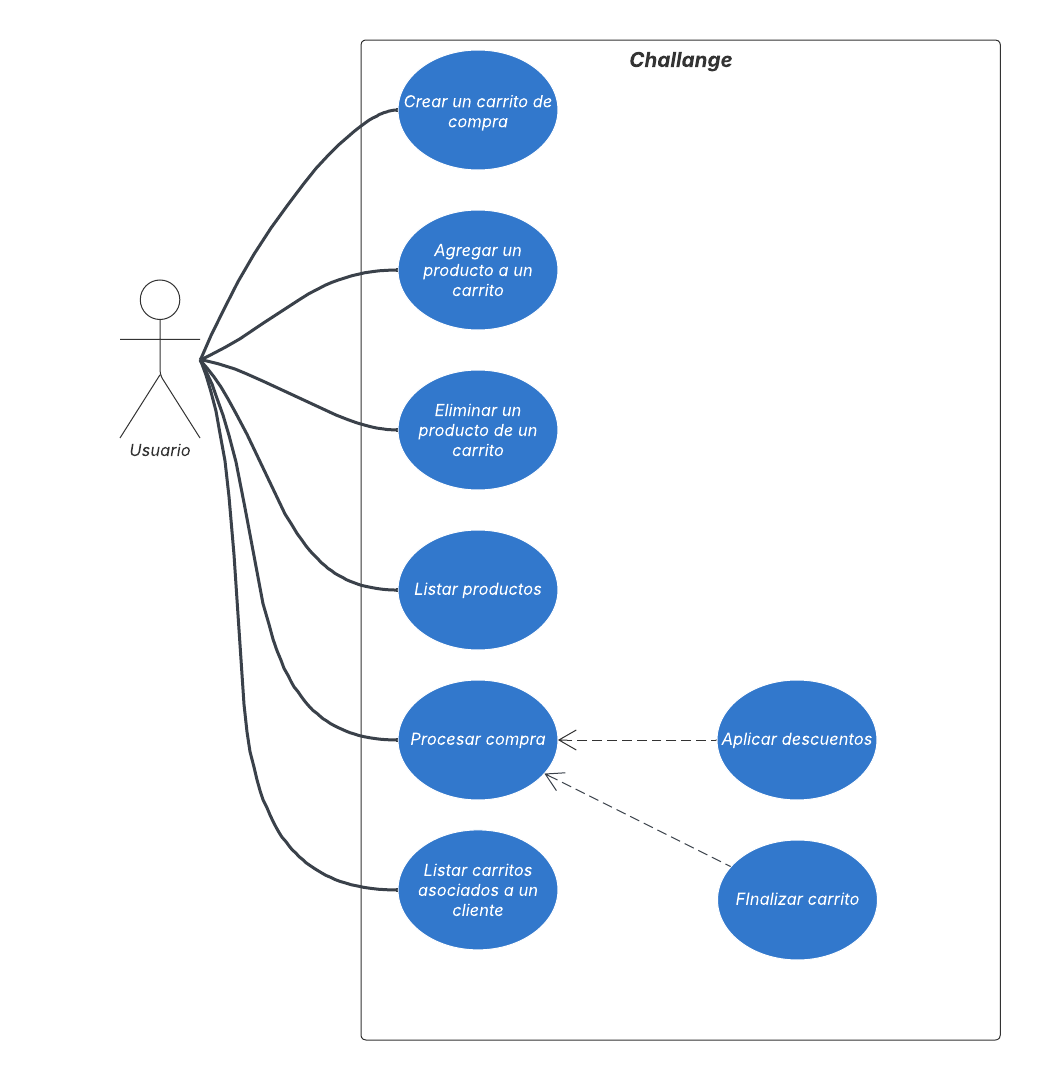 Challange
Crear un carrito de
compra
Agregar un
producto a un
carrito
Usuario
Eliminar un
producto de un
carrito
Listar productos
Procesar compra
Aplicar descuentos
Listar carritos
asociados a un
cliente
FInalizar carrito